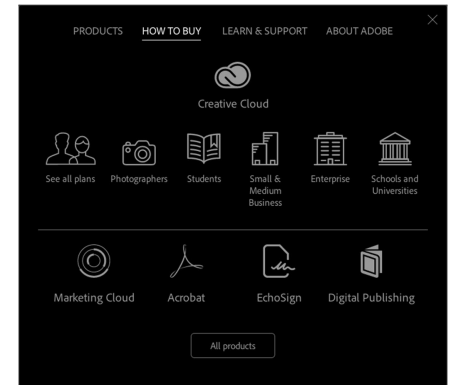 PRODUCTS HOW TO BUY LEARN & SUPPORT ABOUT ADOBE
Creative Cloud
See all plans Photographers Students Small & Medium Business Enterprise Schools and Universities
Marketing Cloud Acrobat EchoSign Digital Publishing
All products